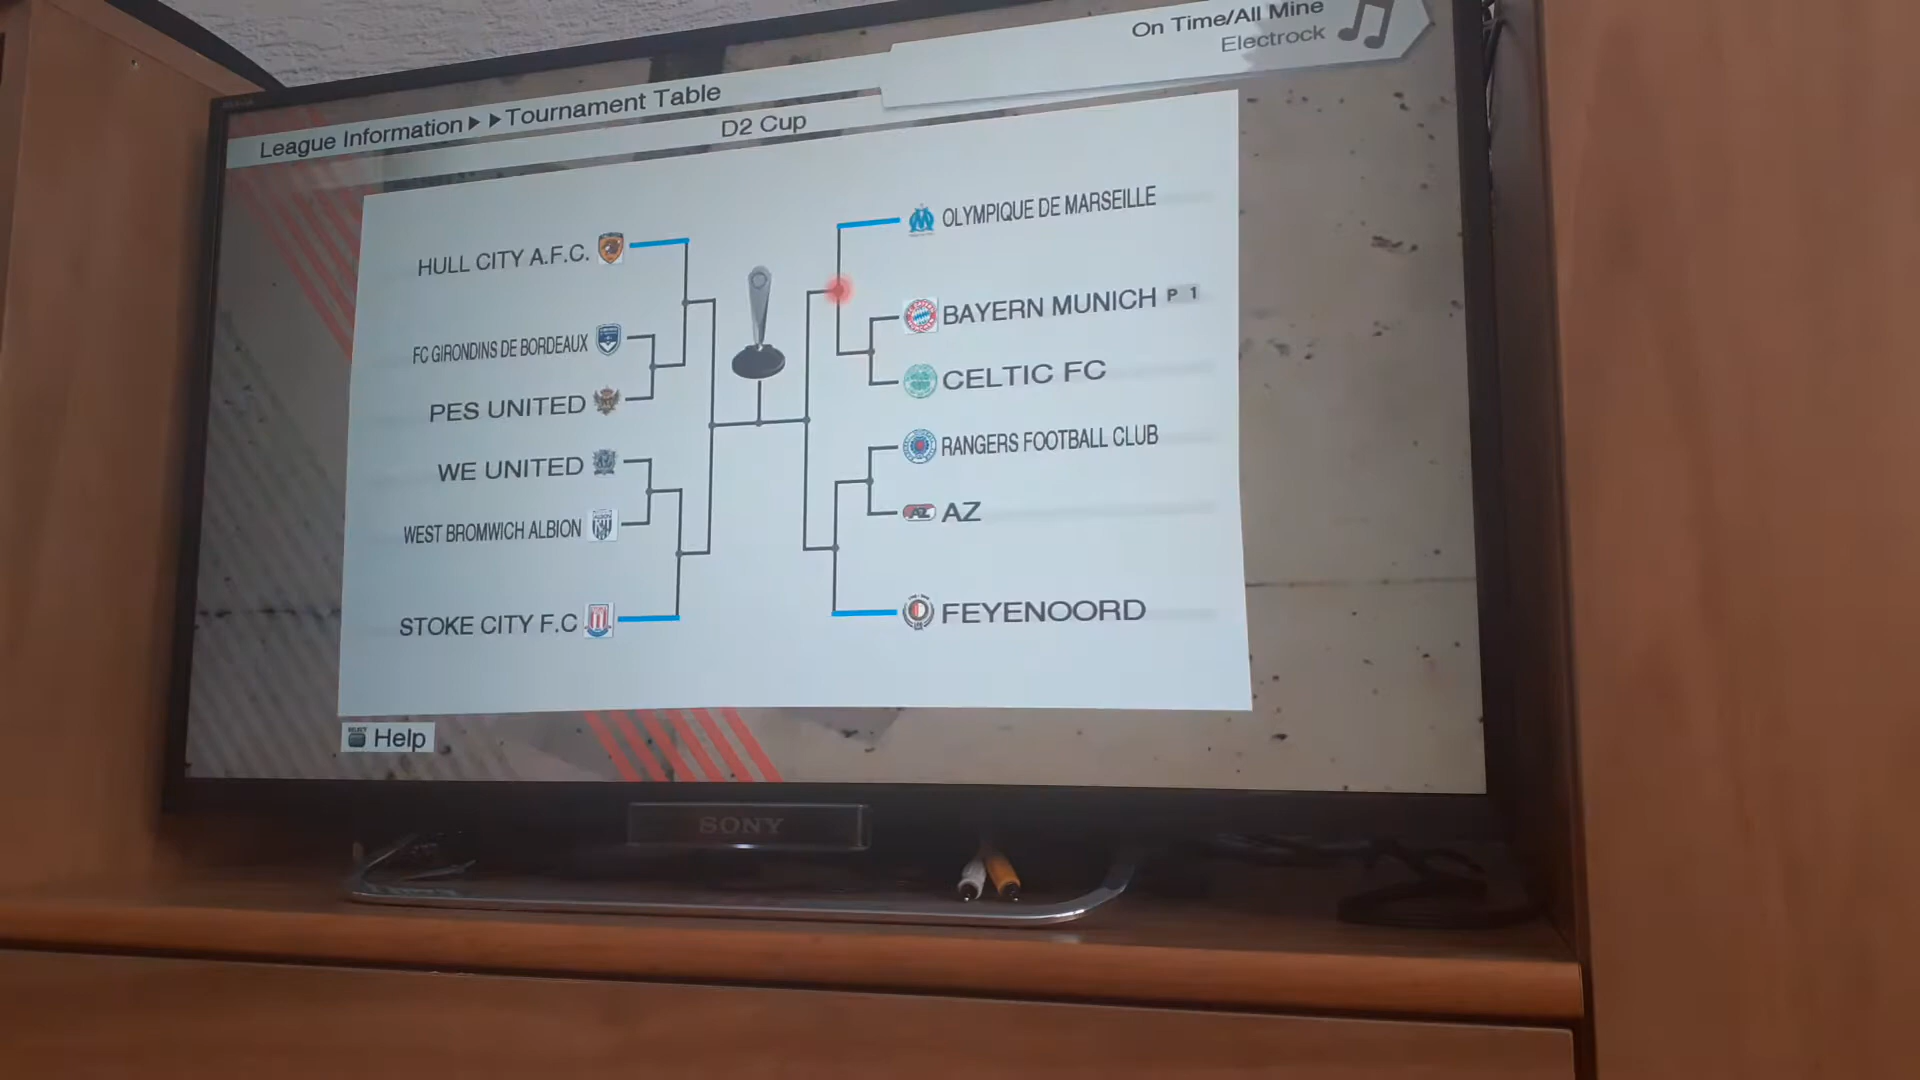 On Time/All Mine
Electrock
League Information ▶ ▶ Tournament Table
D2 Cup
HULL CITY A.F.C.
FC GIRONDINS DE BORDEAUX
PES UNITED
WE UNITED
WEST BROMWICH ALBION
STOKE CITY F.C
OLYMPIQUE DE MARSEILLE
BAYERN MUNICH P 1
CELTIC FC
RANGERS FOOTBALL CLUB
AZ
AZ
FEYENOORD
SELECT
Help
SONY